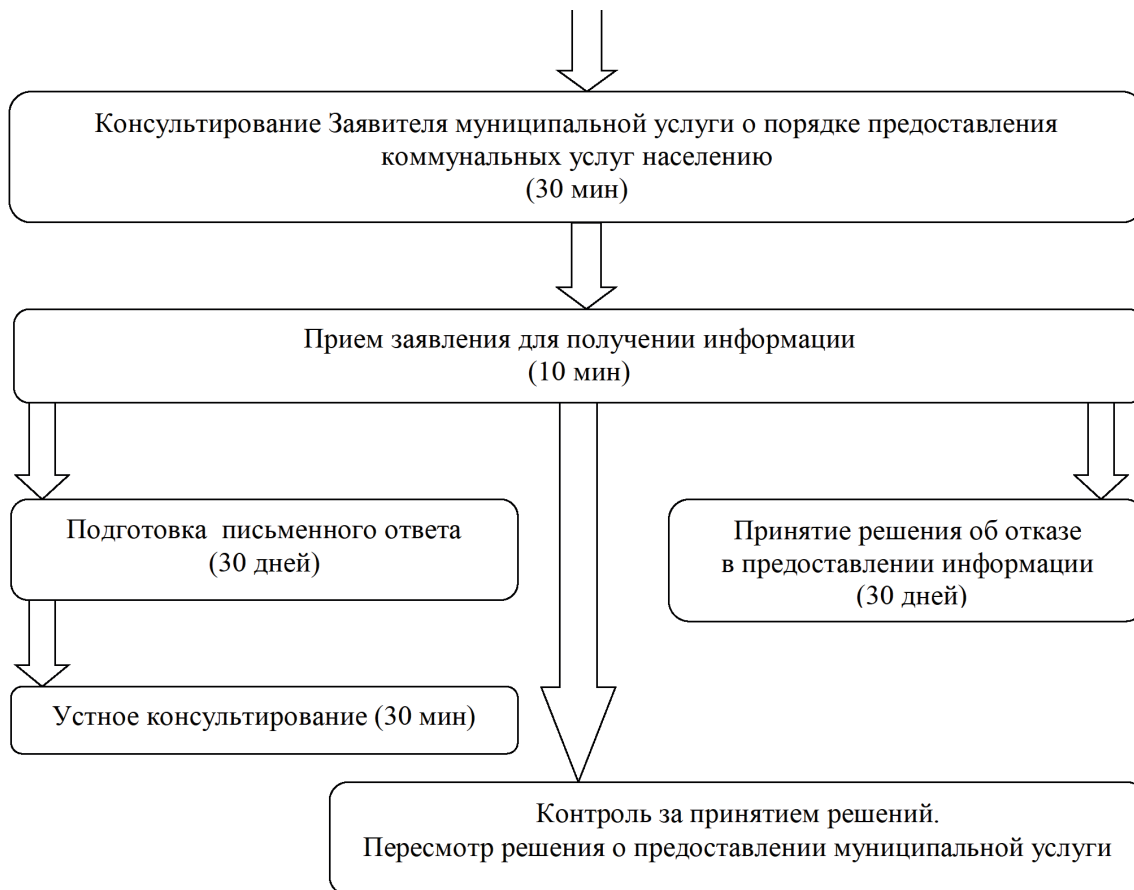 Консультирование Заявителя муниципальной услуги о порядке предоставления
коммунальных услуг населению
(30 мин)
Прием заявления для получении информации
(10 мин)
Подготовка письменного ответа
(30 дней)
Принятие решения об отказе
в предоставлении информации
(30 дней)
Устное консультирование (30 мин)
Контроль за принятием решений.
Пересмотр решения о предоставлении муниципальной услуги